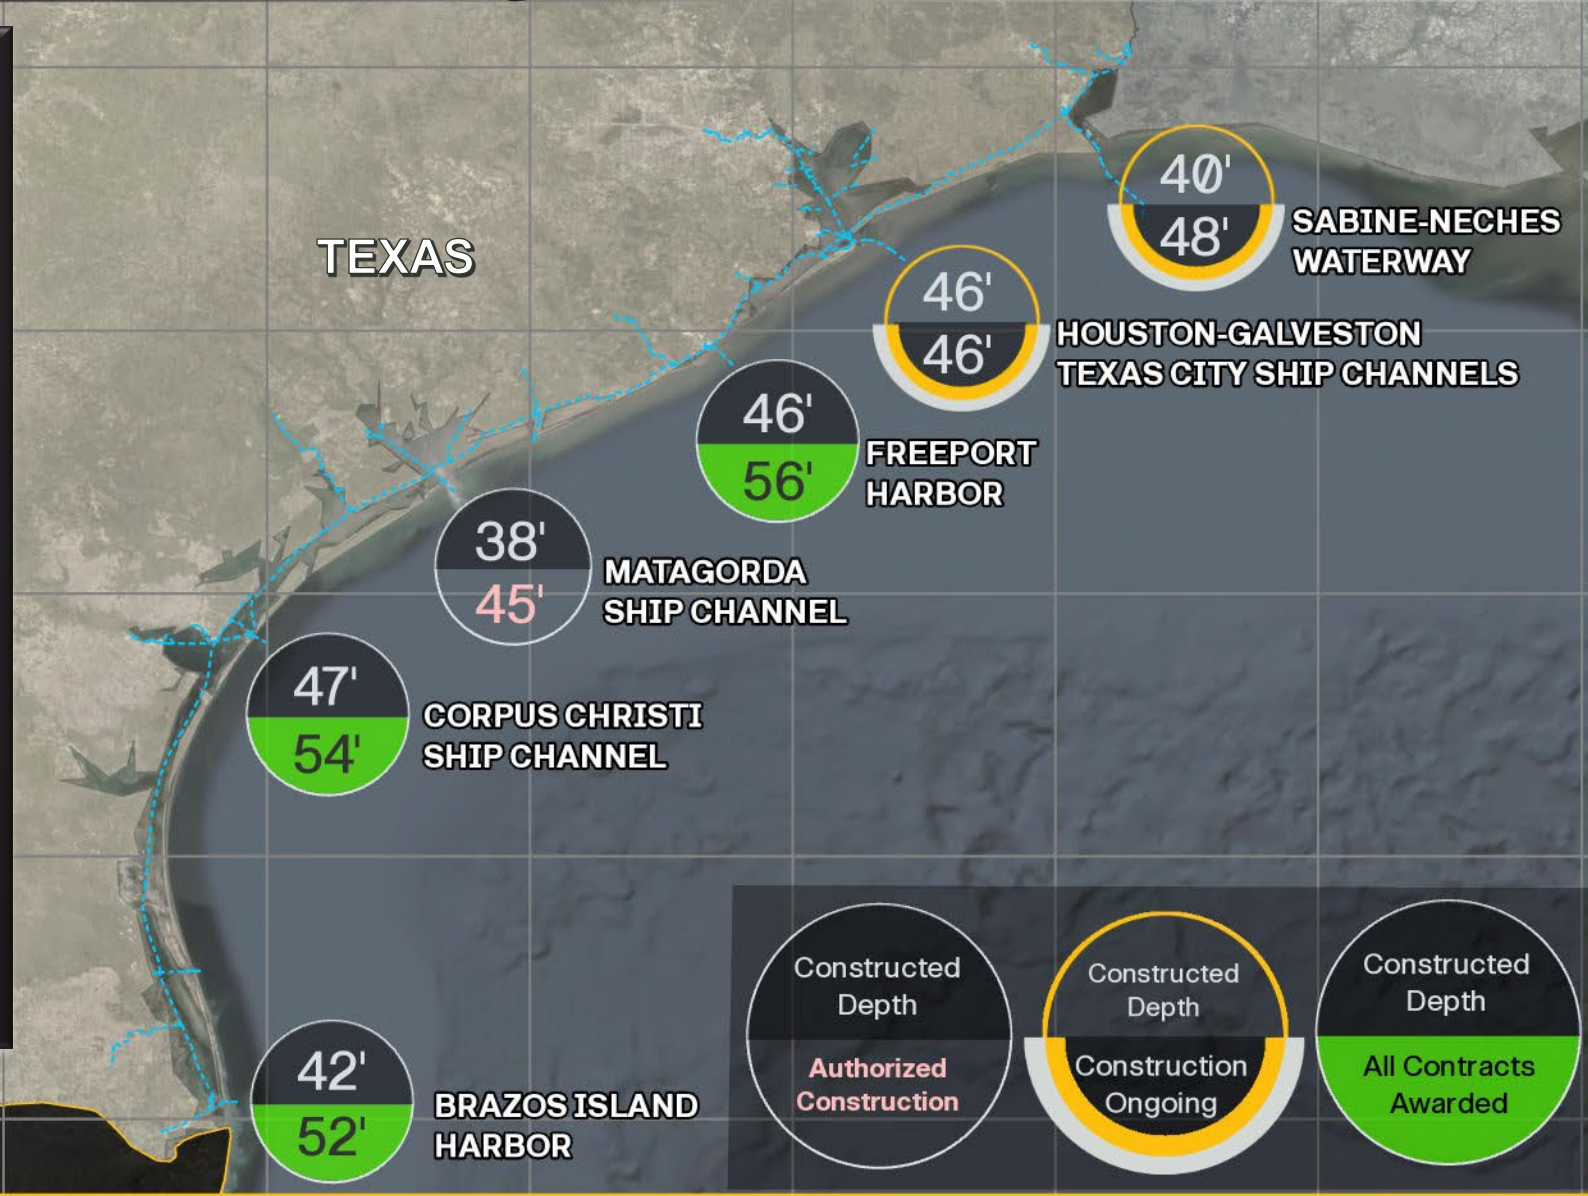 TEXAS
40'
48'
SABINE-NECHES
WATERWAY
46'
46'
HOUSTON-GALVESTON
TEXAS CITY SHIP CHANNELS
46'
56'
FREEPORT
HARBOR
38'
45'
MATAGORDA
SHIP CHANNEL
47'
54'
CORPUS CHRISTI
SHIP CHANNEL
42'
52'
BRAZOS ISLAND
HARBOR
Constructed
Depth
Authorized
Construction
Constructed
Depth
Construction
Ongoing
Constructed
Depth
All Contracts
Awarded